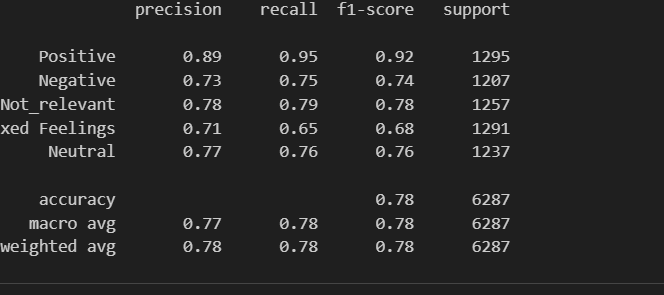 precision recall f1-score support
Positive 0.89 0.95 0.92 1295
Negative 0.73 0.75 0.74 1207
Not_relevant 0.78 0.79 0.78 1257
xed Feelings 0.71 0.65 0.68 1291
Neutral 0.77 0.76 0.76 1237
accuracy 0.78 6287
macro avg 0.77 0.78 0.78 6287
weighted avg 0.78 0.78 0.78 6287